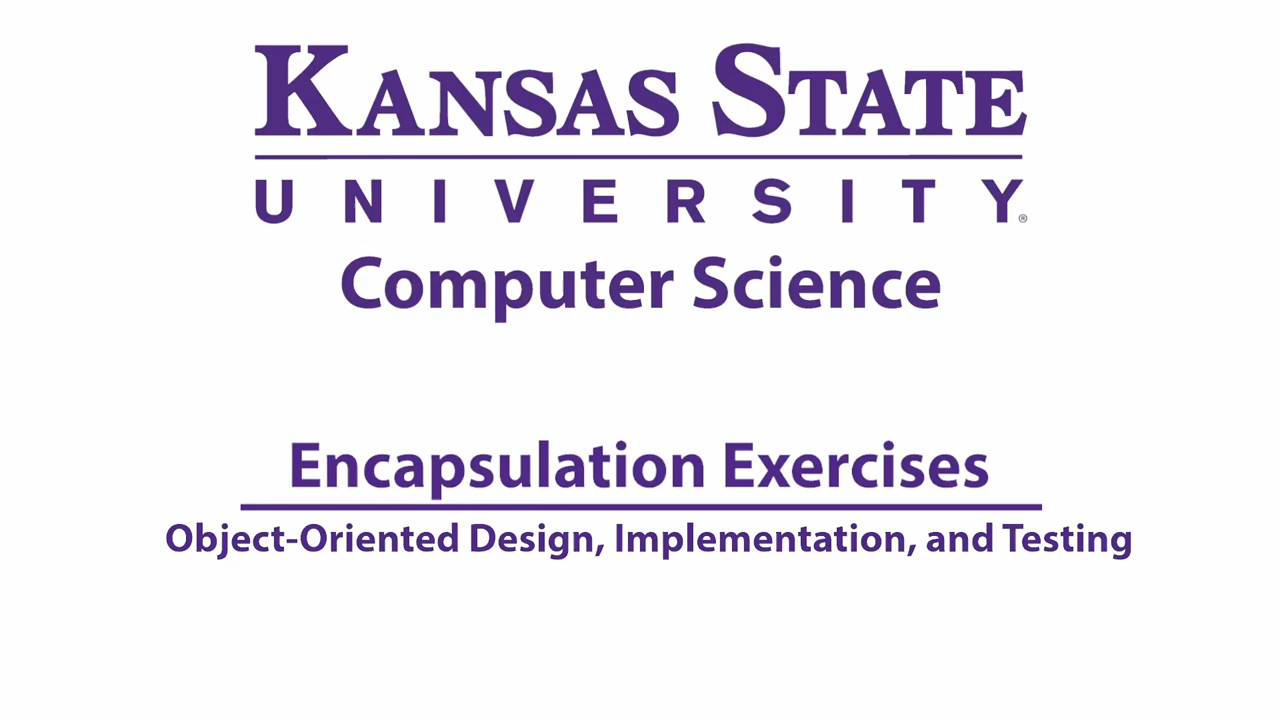 KANSAS STATE
UNIVERSITY®
Computer Science
Encapsulation Exercises
Object-Oriented Design, Implementation, and Testing